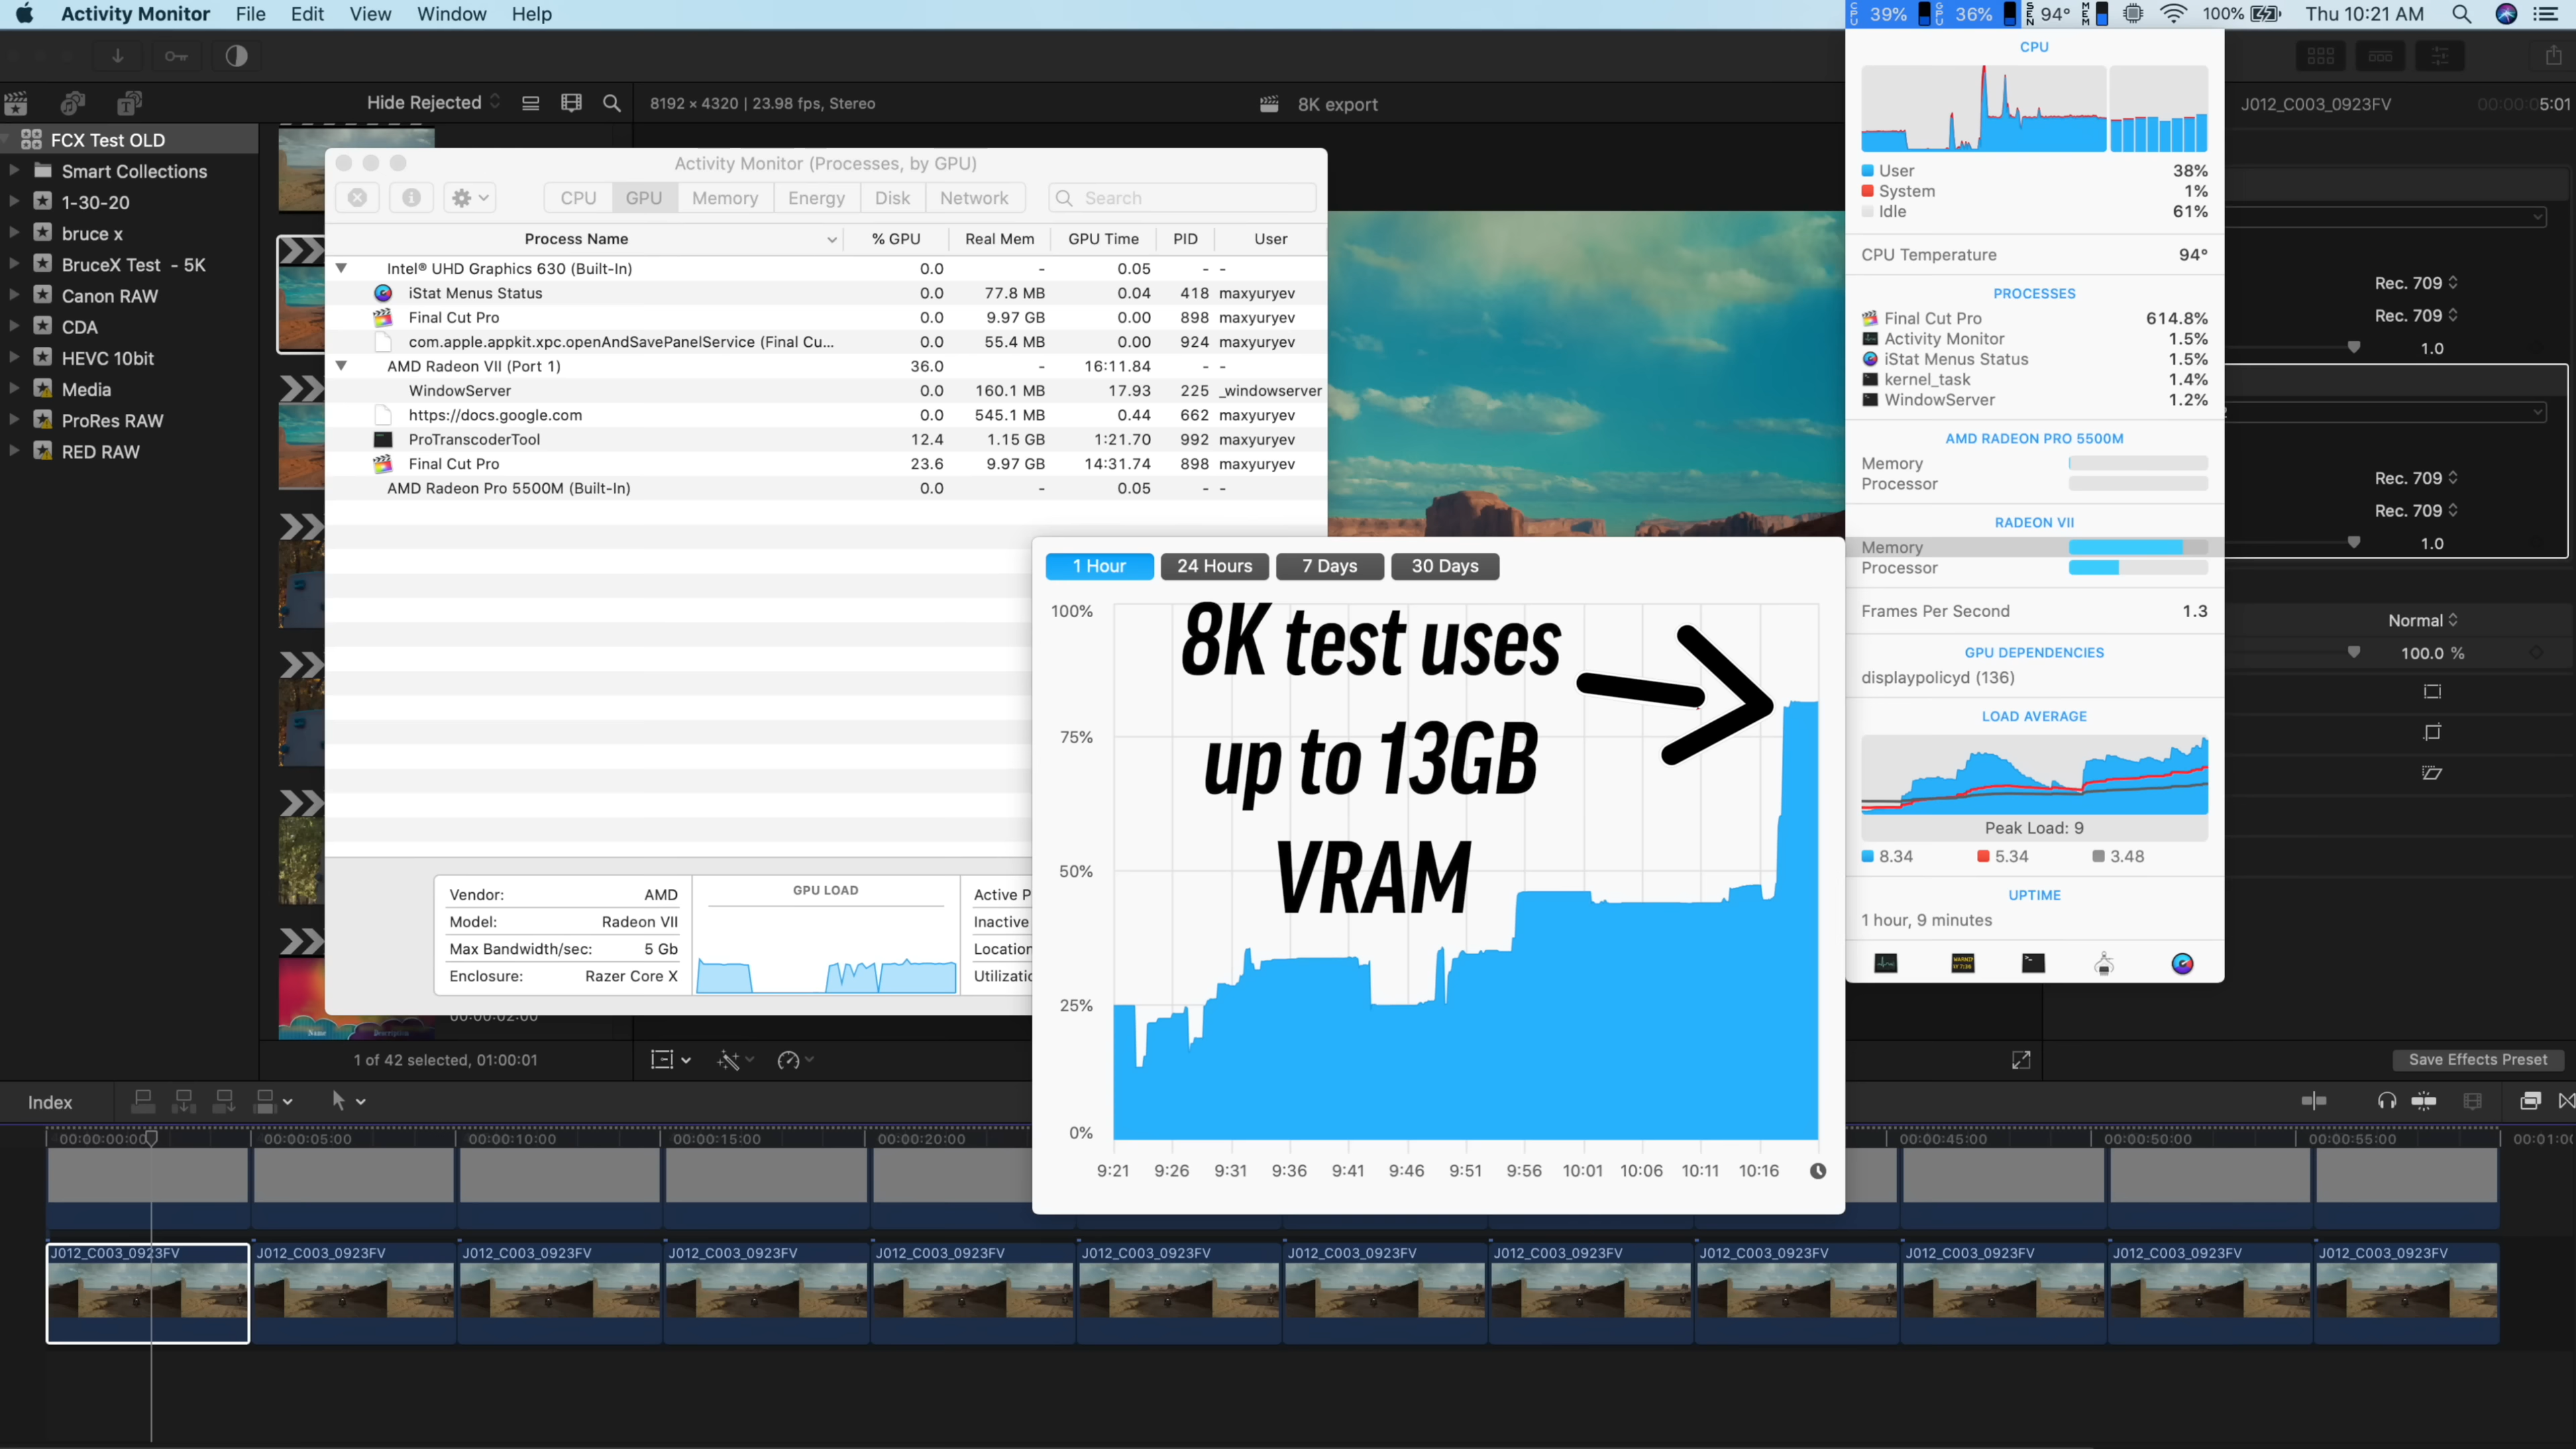 Activity Monitor File Edit View Window Help
CPU 39% GPU 36% SEN 94° MEM 100% Thu 10:21 AM
Hide Rejected 8192 × 4320 | 23.98 fps, Stereo 8K export J012_C003_0923FV 00:00:05:01
FCX Test OLD
Smart Collections
1-30-20
bruce x
BruceX Test - 5K
Canon RAW
CDA
HEVC 10bit
Media
ProRes RAW
RED RAW
Activity Monitor (Processes, by GPU)
CPU GPU Memory Energy Disk Network Search
Process Name % GPU Real Mem GPU Time PID User
Intel® UHD Graphics 630 (Built-In) 0.0 - 0.05 - -
iStat Menus Status 0.0 77.8 MB 0.04 418 maxyuryev
Final Cut Pro 0.0 9.97 GB 0.00 898 maxyuryev
com.apple.appkit.xpc.openAndSavePanelService (Final Cu... 0.0 55.4 MB 0.00 924 maxyuryev
AMD Radeon VII (Port 1) 36.0 - 16:11.84 - -
WindowServer 0.0 160.1 MB 17.93 225 _windowserver
https://docs.google.com 0.0 545.1 MB 0.44 662 maxyuryev
ProTranscoderTool 12.4 1.15 GB 1:21.70 992 maxyuryev
Final Cut Pro 23.6 9.97 GB 14:31.74 898 maxyuryev
AMD Radeon Pro 5500M (Built-In) 0.0 - 0.05 - -
Vendor: AMD
Model: Radeon VII
Max Bandwidth/sec: 5 Gb
Enclosure: Razer Core X
GPU LOAD
Active P
Inactive
Location
Utilizatio
1 Hour 24 Hours 7 Days 30 Days
100%
75%
50%
25%
0%
8K test uses
up to 13GB
VRAM
9:21 9:26 9:31 9:36 9:41 9:46 9:51 9:56 10:01 10:06 10:11 10:16
CPU
User 38%
System 1%
Idle 61%
CPU Temperature 94°
PROCESSES
Final Cut Pro 614.8%
Activity Monitor 1.5%
iStat Menus Status 1.5%
kernel_task 1.4%
WindowServer 1.2%
AMD RADEON PRO 5500M
Memory
Processor
RADEON VII
Memory
Processor
Frames Per Second 1.3
GPU DEPENDENCIES
displaypolicyd (136)
LOAD AVERAGE
Peak Load: 9
8.34 5.34 3.48
UPTIME
1 hour, 9 minutes
Rec. 709
Rec. 709
1.0
Rec. 709
Rec. 709
1.0
Normal
100.0 %
00:00:02:00
1 of 42 selected, 01:00:01
Save Effects Preset
Index
00:00:00:00 00:00:05:00 00:00:10:00 00:00:15:00 00:00:20:00 00:00:45:00 00:00:50:00 00:00:55:00 00:01:00
J012_C003_0923FV J012_C003_0923FV J012_C003_0923FV J012_C003_0923FV J012_C003_0923FV J012_C003_0923FV J012_C003_0923FV J012_C003_0923FV J012_C003_0923FV J012_C003_0923FV J012_C003_0923FV J012_C003_0923FV